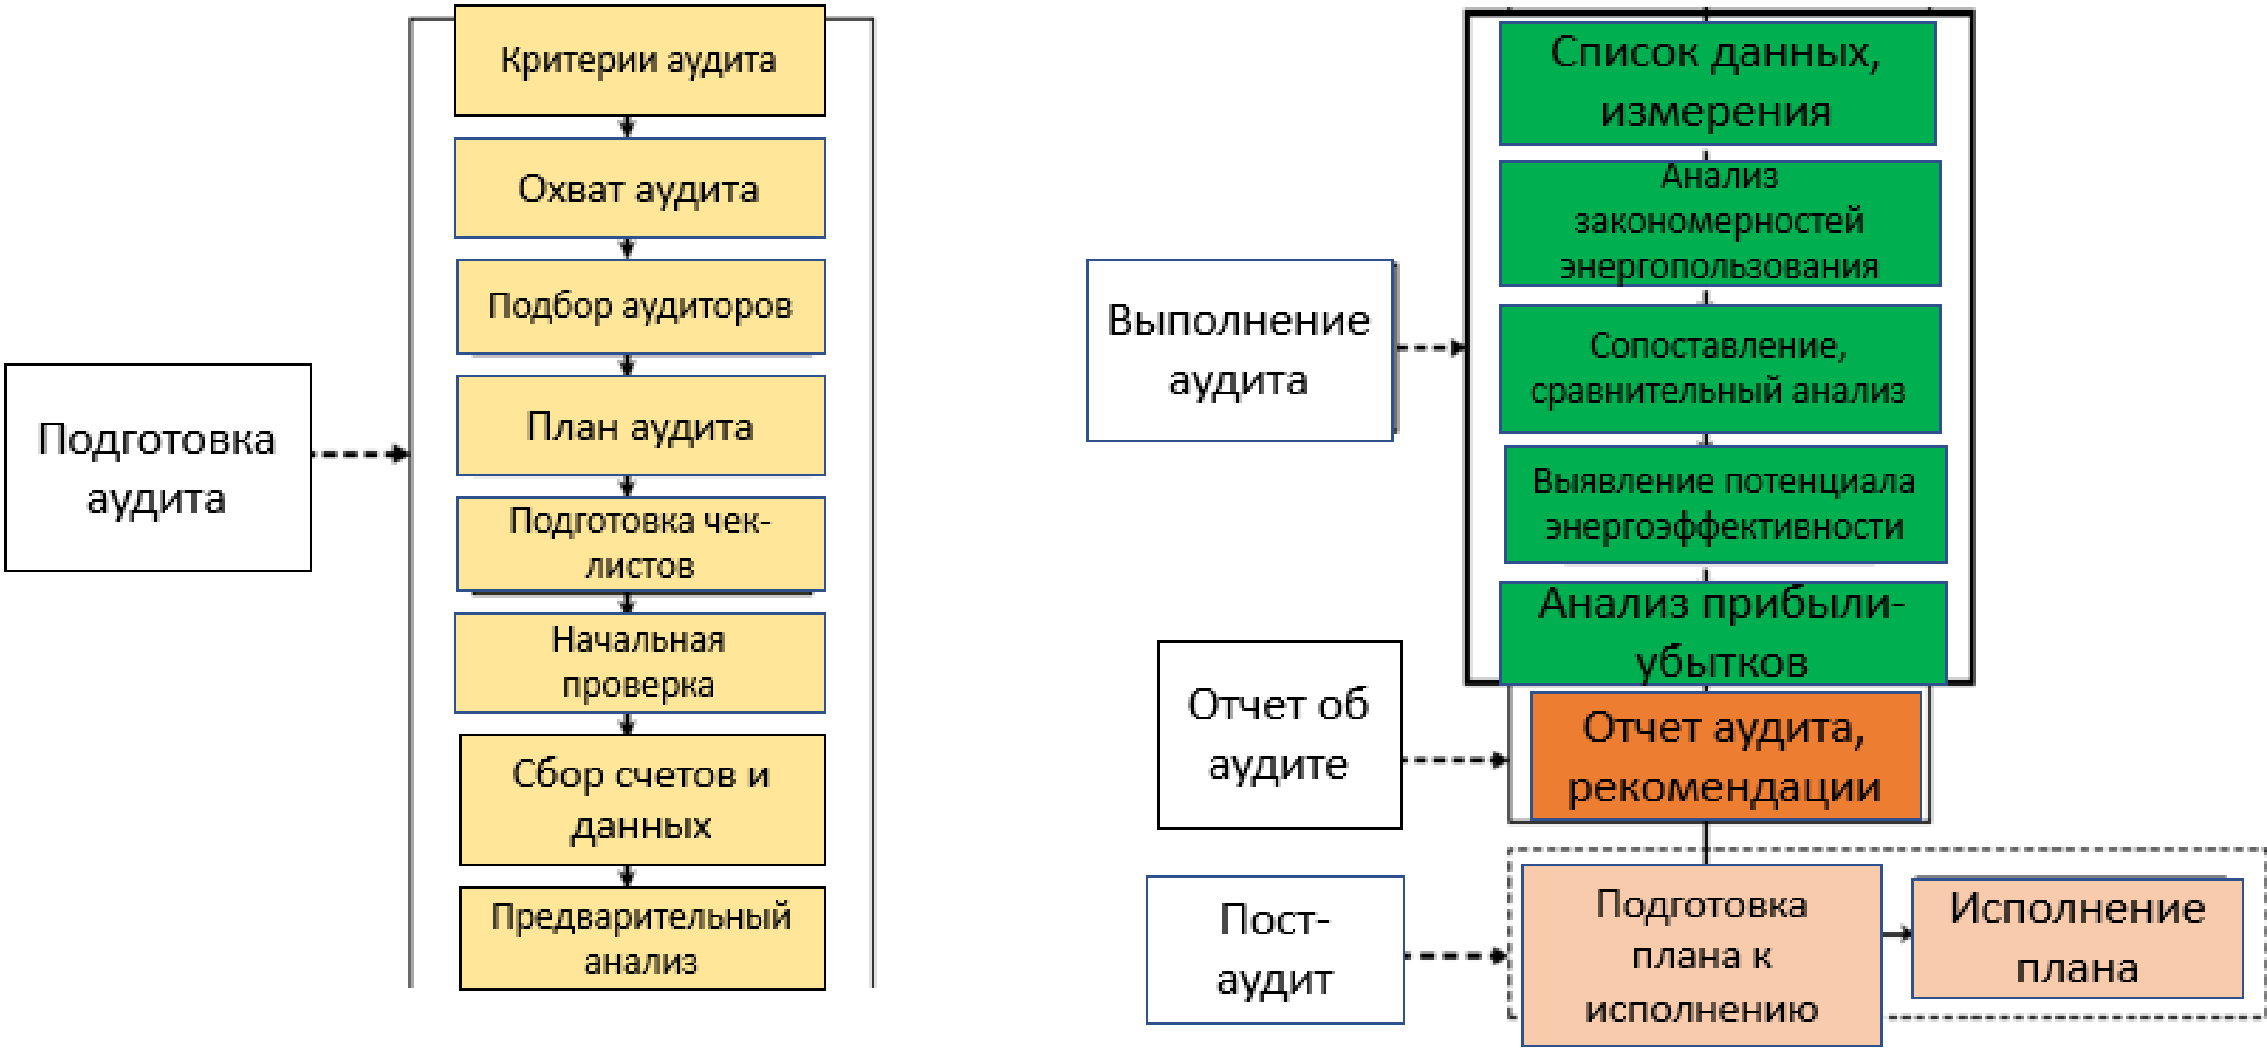 Подготовка
аудита
Критерии аудита
Охват аудита
Подбор аудиторов
План аудита
Подготовка чек-
листов
Начальная
проверка
Сбор счетов и
данных
Предварительный
анализ
Выполнение
аудита
Список данных,
измерения
Анализ
закономерностей
энергопользования
Сопоставление,
сравнительный анализ
Выявление потенциала
энергоэффективности
Анализ прибыли-
убытков
Отчет об
аудите
Отчет аудита,
рекомендации
Пост-
аудит
Подготовка
плана к
исполнению
Исполнение
плана